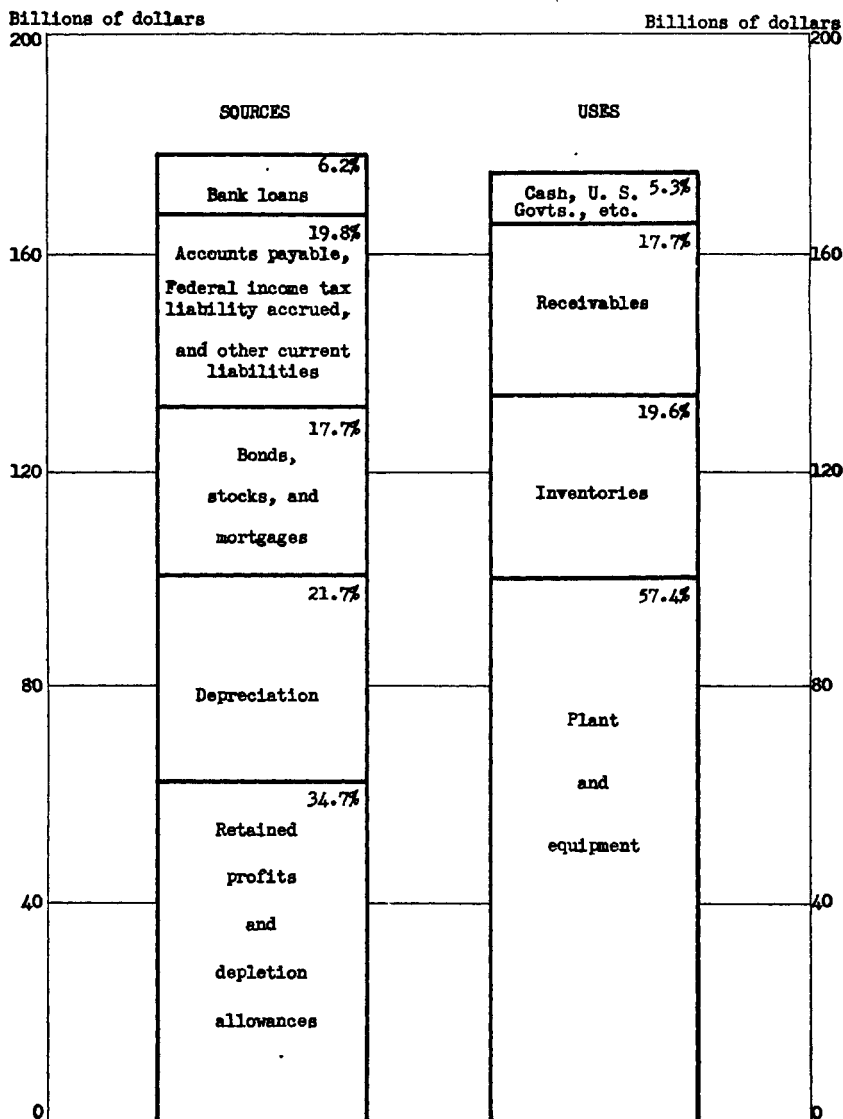 Billions of dollars
Billions of dollars
200
200
SOURCES
USES
6.2%
Bank loans
19.8%
Accounts payable,
Federal income tax
liability accrued,
and other current
liabilities
17.7%
Bonds,
stocks, and
mortgages
21.7%
Depreciation
34.7%
Retained
profits
and
depletion
allowances
Cash, U. S. 5.3%
Govts., etc.
17.7%
Receivables
19.6%
Inventories
57.4%
Plant
and
equipment
160
160
120
120
80
80
40
40
0
0